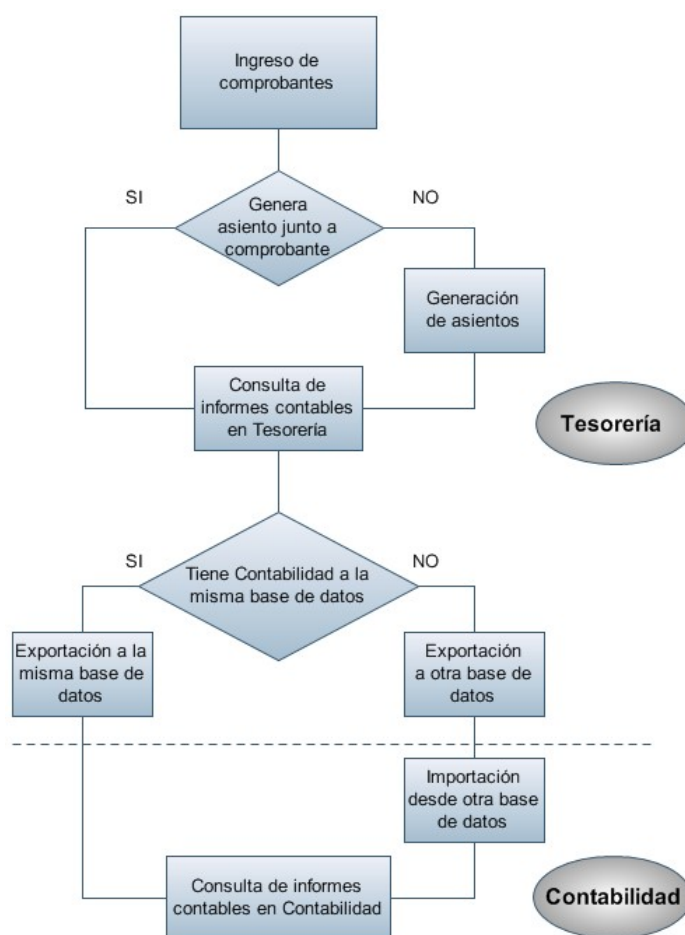 Ingreso de
comprobantes
SI
NO
Genera
asiento junto a
comprobante
Generación
de asientos
Consulta de
informes contables
en Tesorería
Tesorería
SI
NO
Tiene Contabilidad a la
misma base de datos
Exportación a la
misma base de
datos
Exportación
a otra base de
datos
Importación
desde otra base
de datos
Consulta de informes
contables en Contabilidad
Contabilidad